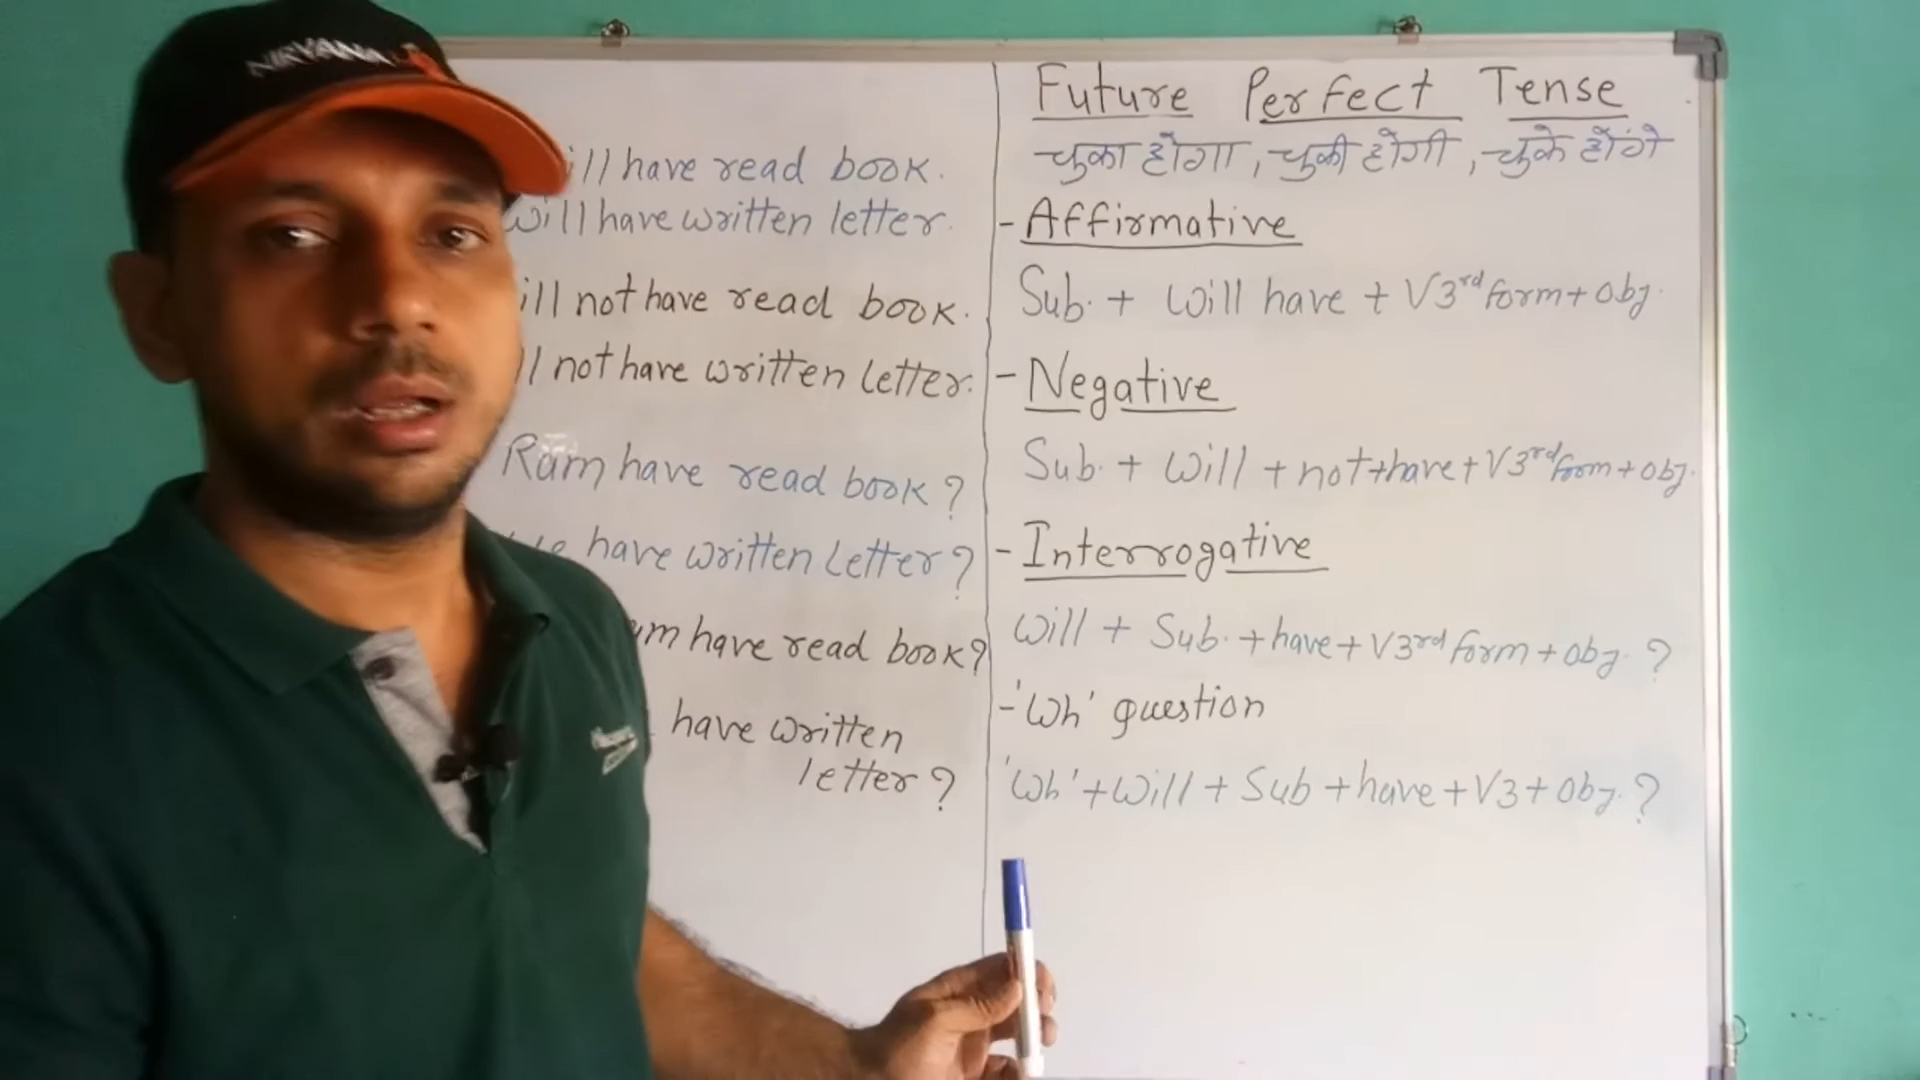 NIRVANA
have read book.
will have written letter.
not have read book.
not have written letter.
Ram have read book?
have written letter?
have read book?
have written
letter?
Future Perfect Tense
चुका होगा, चुकी होगी, चुके होंगे
- Affirmative
Sub. + will have + V3rd form + obj.
- Negative
Sub. + will + not + have + V3rd form + obj.
- Interrogative
Will + Sub. + have + V3rd form + obj. ?
- 'Wh' question
'Wh' + will + Sub + have + V3 + obj. ?